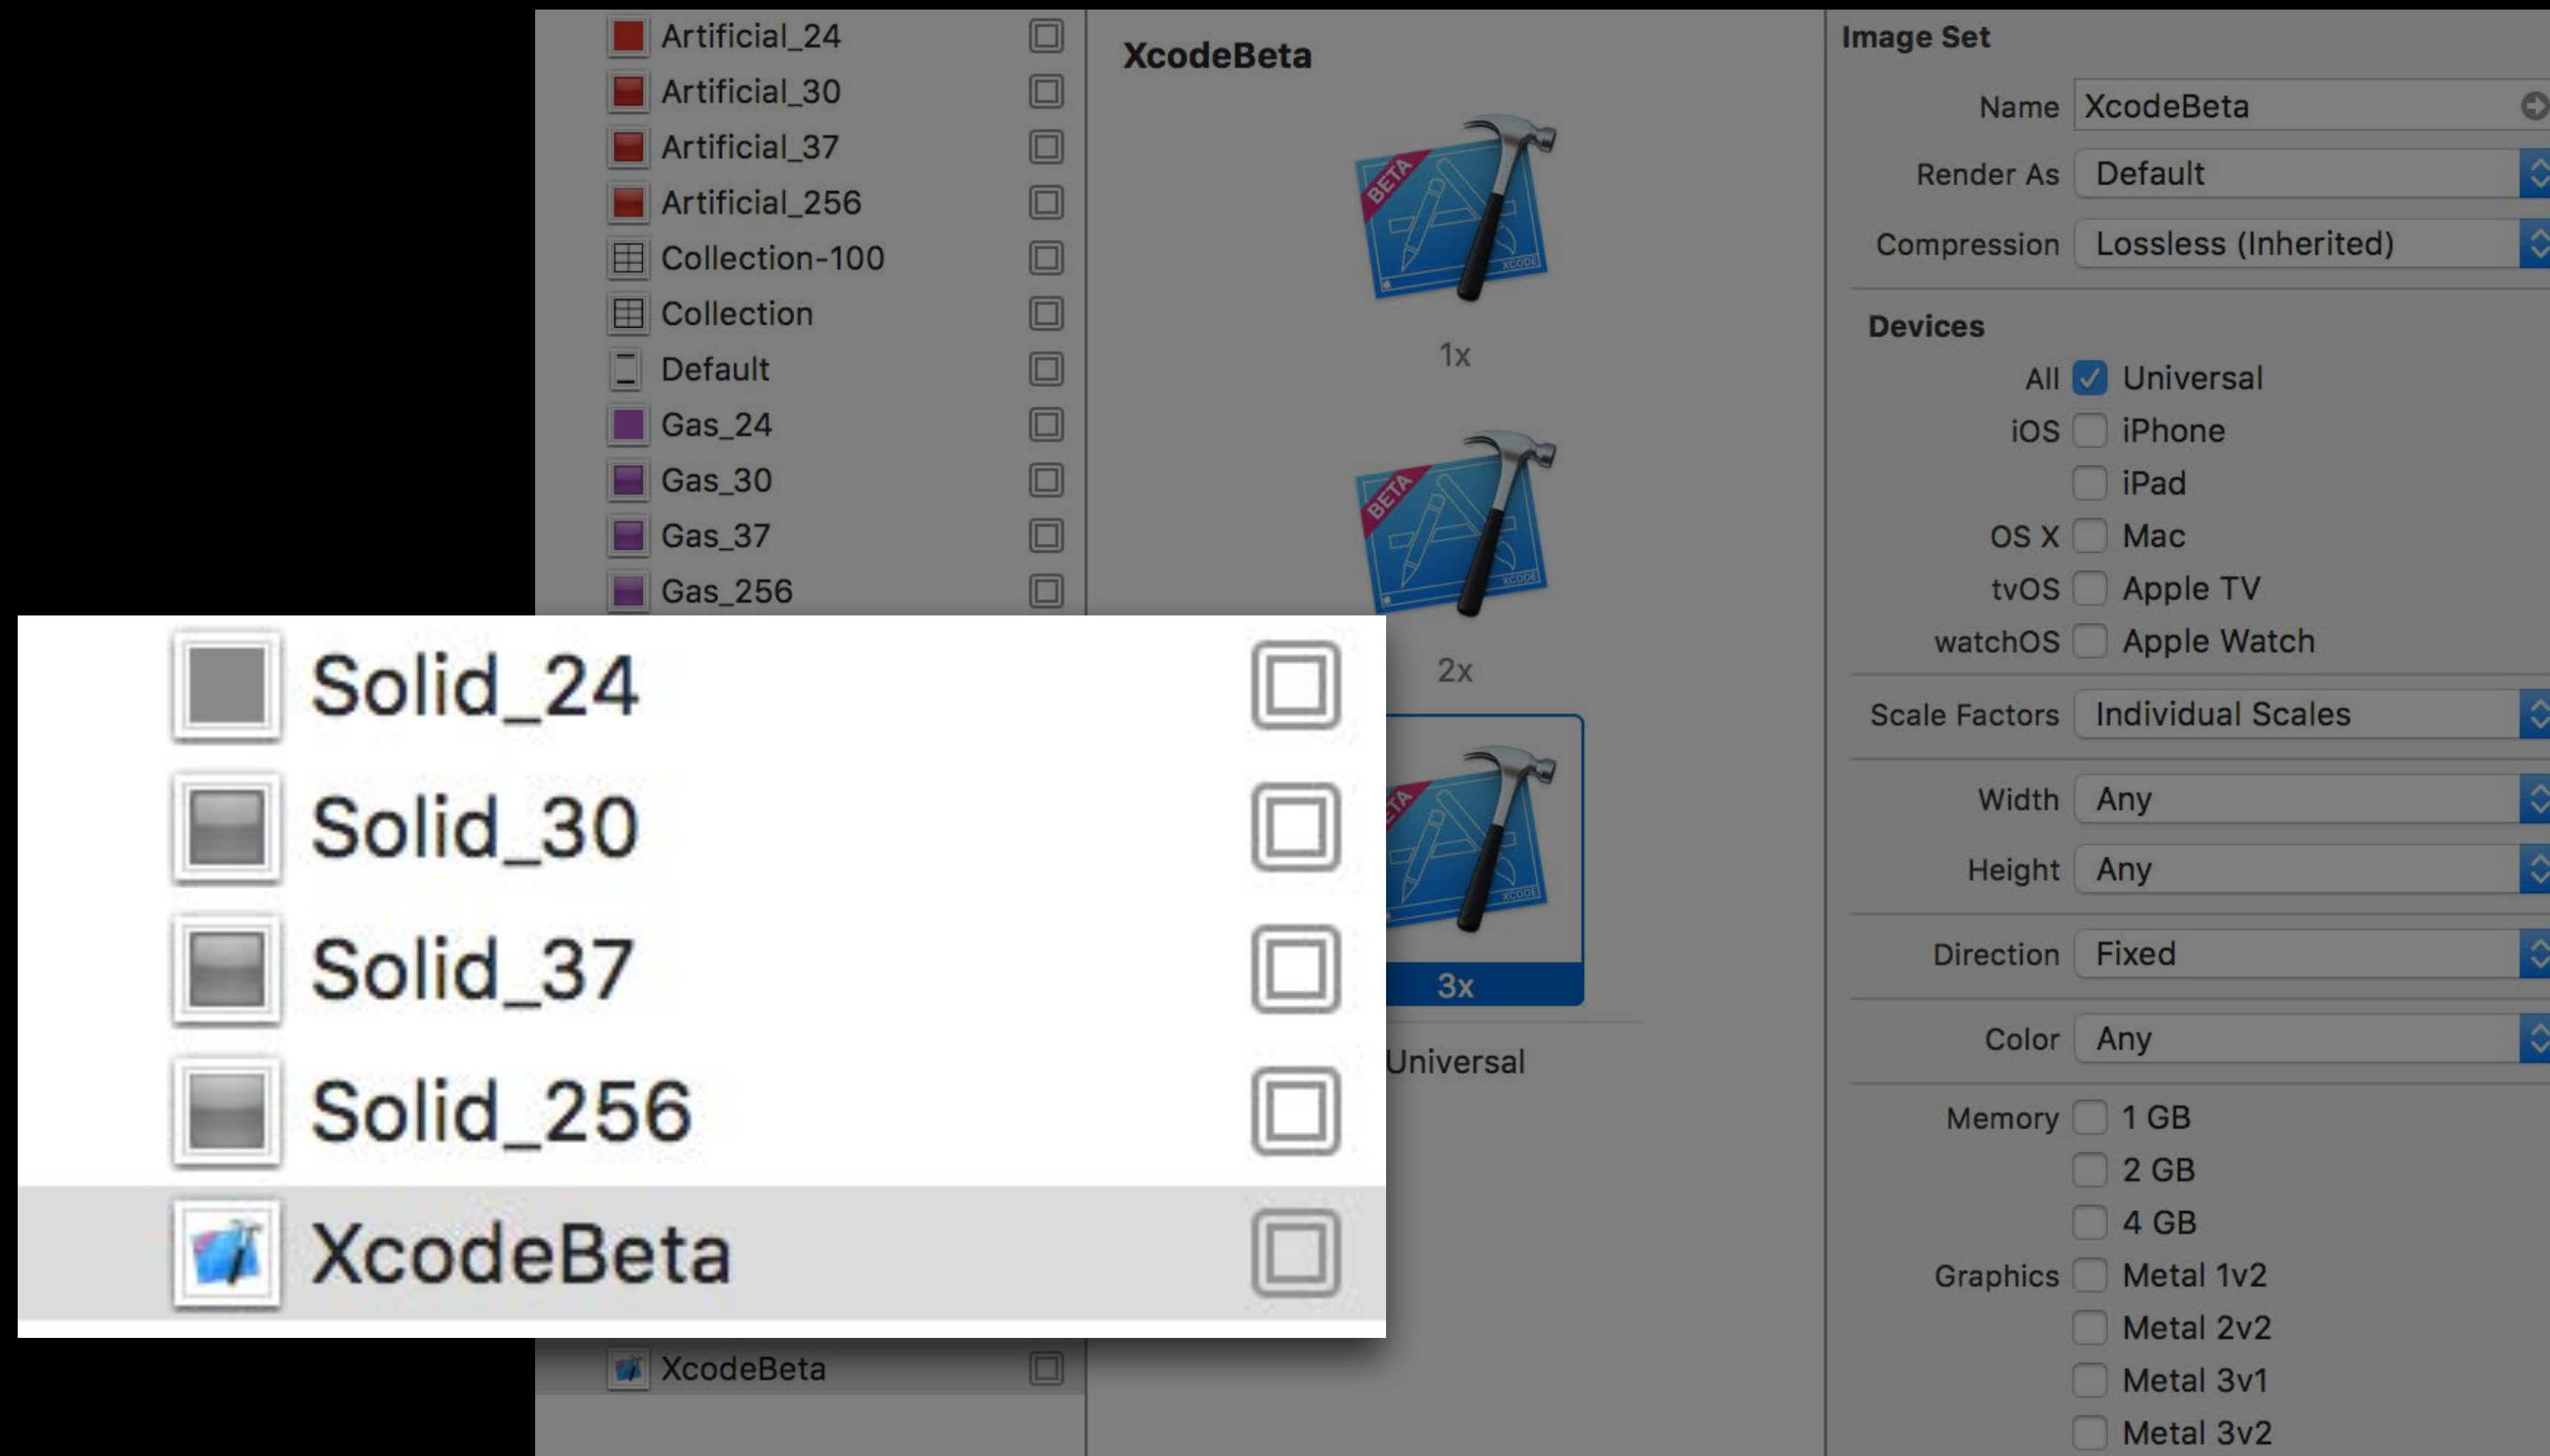 Artificial_24
Artificial_30
Artificial_37
Artificial_256
Collection-100
Collection
Default
Gas_24
Gas_30
Gas_37
Gas_256
Solid_24
Solid_30
Solid_37
Solid_256
XcodeBeta
XcodeBeta
XcodeBeta
BETA
XCODE
1x
BETA
XCODE
2x
XCODE
3x
Universal
Image Set
Name XcodeBeta
Render As Default
Compression Lossless (Inherited)
Devices
All Universal
iOS iPhone
iPad
OS X Mac
tvOS Apple TV
watchOS Apple Watch
Scale Factors Individual Scales
Width Any
Height Any
Direction Fixed
Color Any
Memory 1 GB
2 GB
4 GB
Graphics Metal 1v2
Metal 2v2
Metal 3v1
Metal 3v2